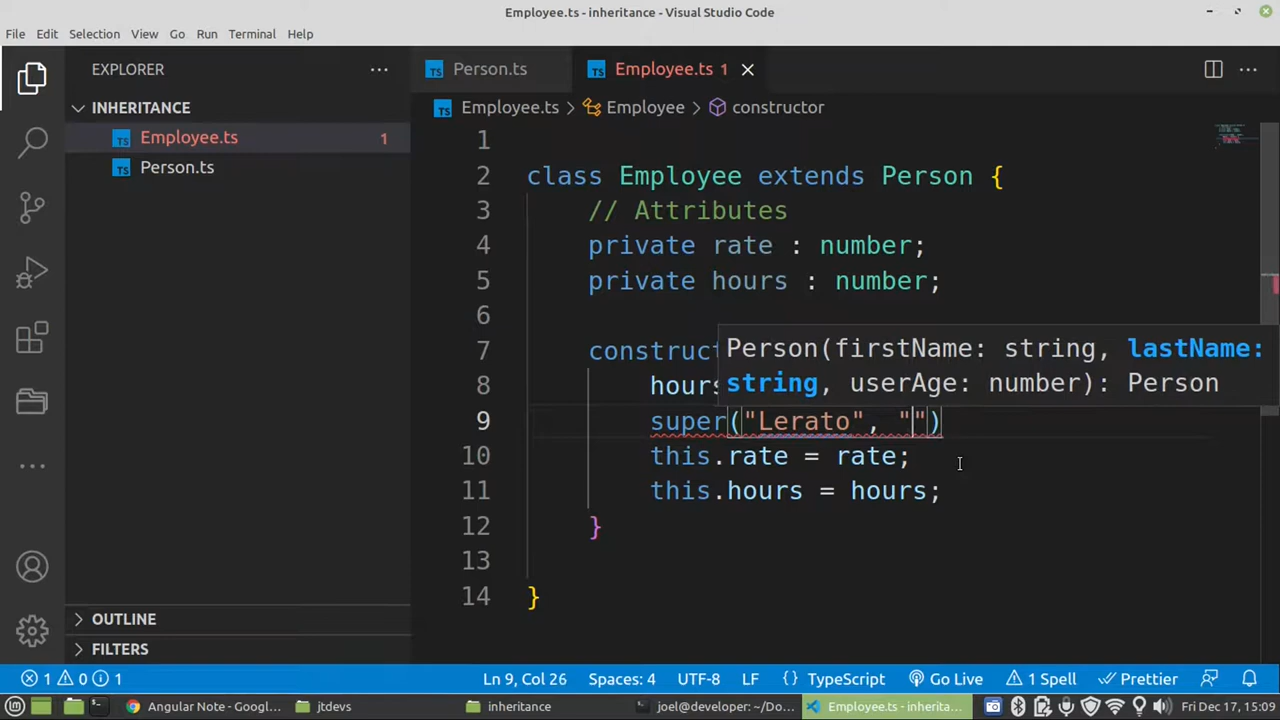 Employee.ts - inheritance - Visual Studio Code
File Edit Selection View Go Run Terminal Help
EXPLORER
Person.ts
Employee.ts 1
INHERITANCE
Employee.ts > Employee > constructor
Employee.ts 1
Person.ts
1
2 class Employee extends Person {
3 // Attributes
4 private rate : number;
5 private hours : number;
6
7 construct
Person(firstName: string, lastName:
string, userAge: number): Person
8 hours
9 super("Lerato", "")
10 this.rate = rate;
11 this.hours = hours;
12 }
13
14 }
OUTLINE
FILTERS
1 0 1 Ln 9, Col 26 Spaces: 4 UTF-8 LF {} TypeScript Go Live 1 Spell Prettier
Angular Note - Googl... jtdevs inheritance joel@developer: ~/Do... Employee.ts - inherita... Fri Dec 17, 15:09